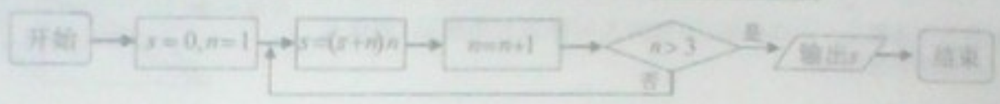 开始
s=0,n=1
s=(s+n)n
n=n+1
n>3
是
否
输出s
结束